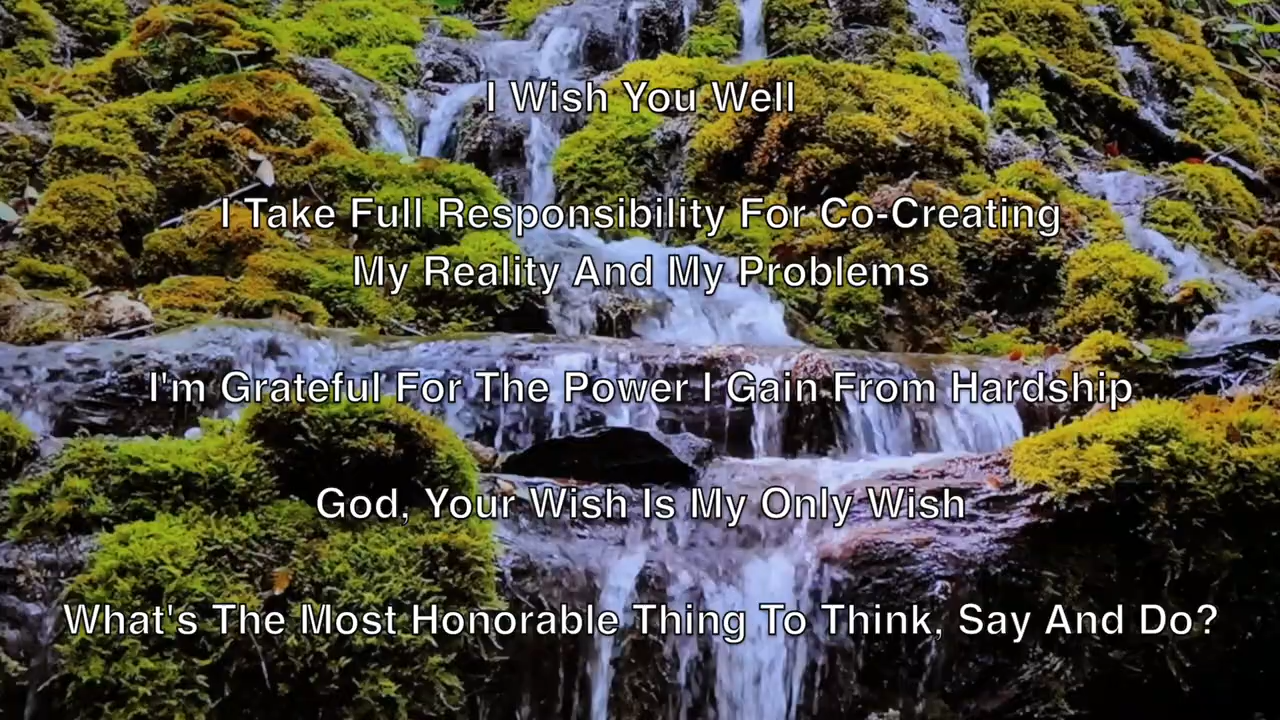 I Wish You Well
I Take Full Responsibility For Co-Creating
My Reality And My Problems
I'm Grateful For The Power I Gain From Hardship
God, Your Wish Is My Only Wish
What's The Most Honorable Thing To Think, Say And Do?